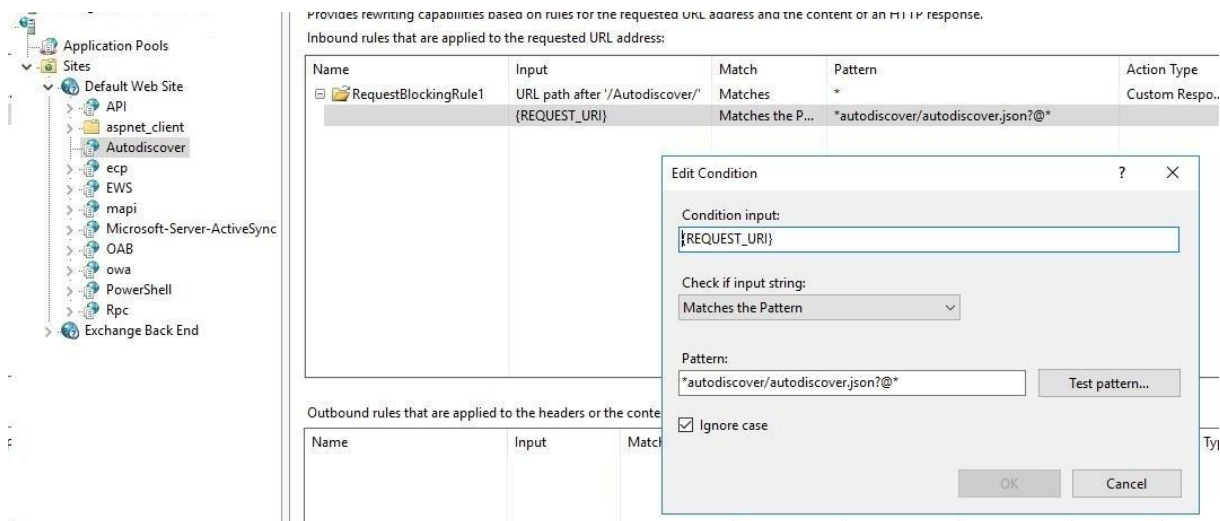 Provides rewriting capabilities based on rules for the requested URL address and the content of an HTTP response.
Inbound rules that are applied to the requested URL address:
Application Pools
Sites
Default Web Site
API
aspnet_client
Autodiscover
ecp
EWS
mapi
Microsoft-Server-ActiveSync
OAB
owa
PowerShell
Rpc
Exchange Back End
Name Input Match Pattern Action Type
RequestBlockingRule1 URL path after '/Autodiscover/' Matches * Custom Respo..
{REQUEST_URI} Matches the P... *autodiscover/autodiscover.json?@*
Edit Condition ? X
Condition input:
{REQUEST_URI}
Check if input string:
Matches the Pattern
Pattern:
*autodiscover/autodiscover.json?@*
Test pattern...
Ignore case
OK Cancel
Outbound rules that are applied to the headers or the conte
Name Input Match